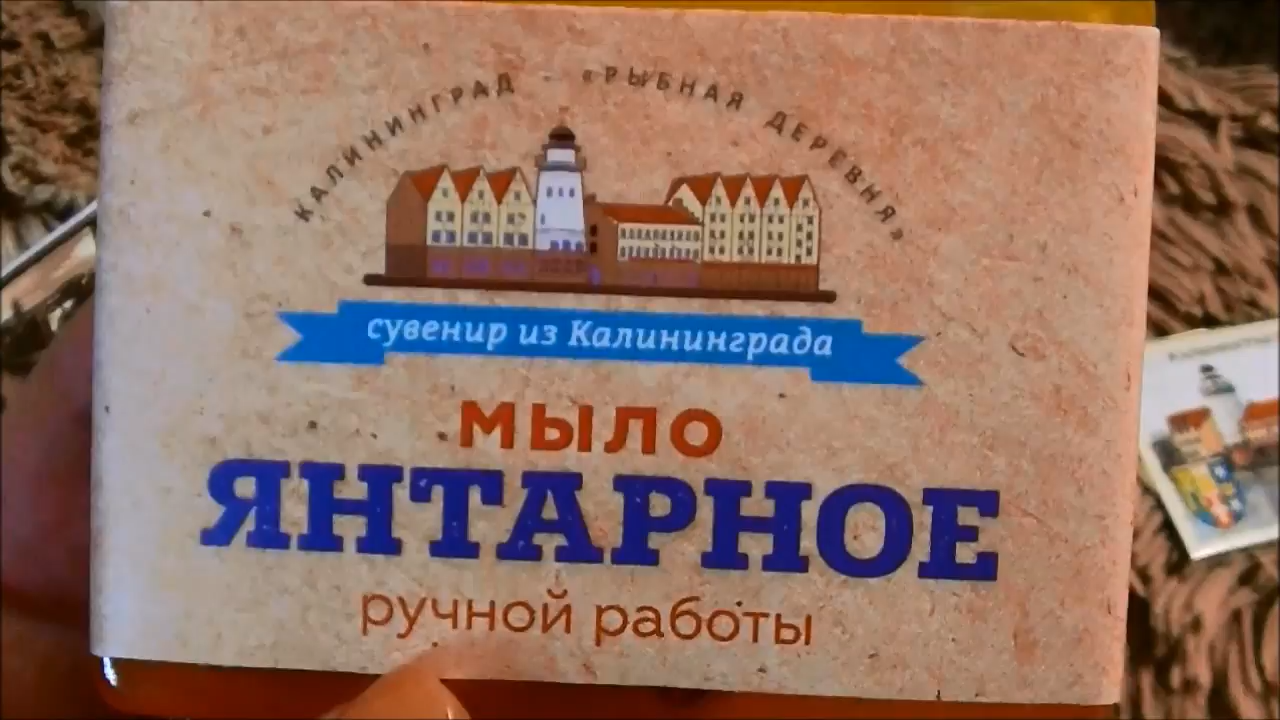 КАЛИНИНГРАД - «РЫБНАЯ ДЕРЕВНЯ»
сувенир из Калининграда
мыло
ЯНТАРНОЕ
ручной работы